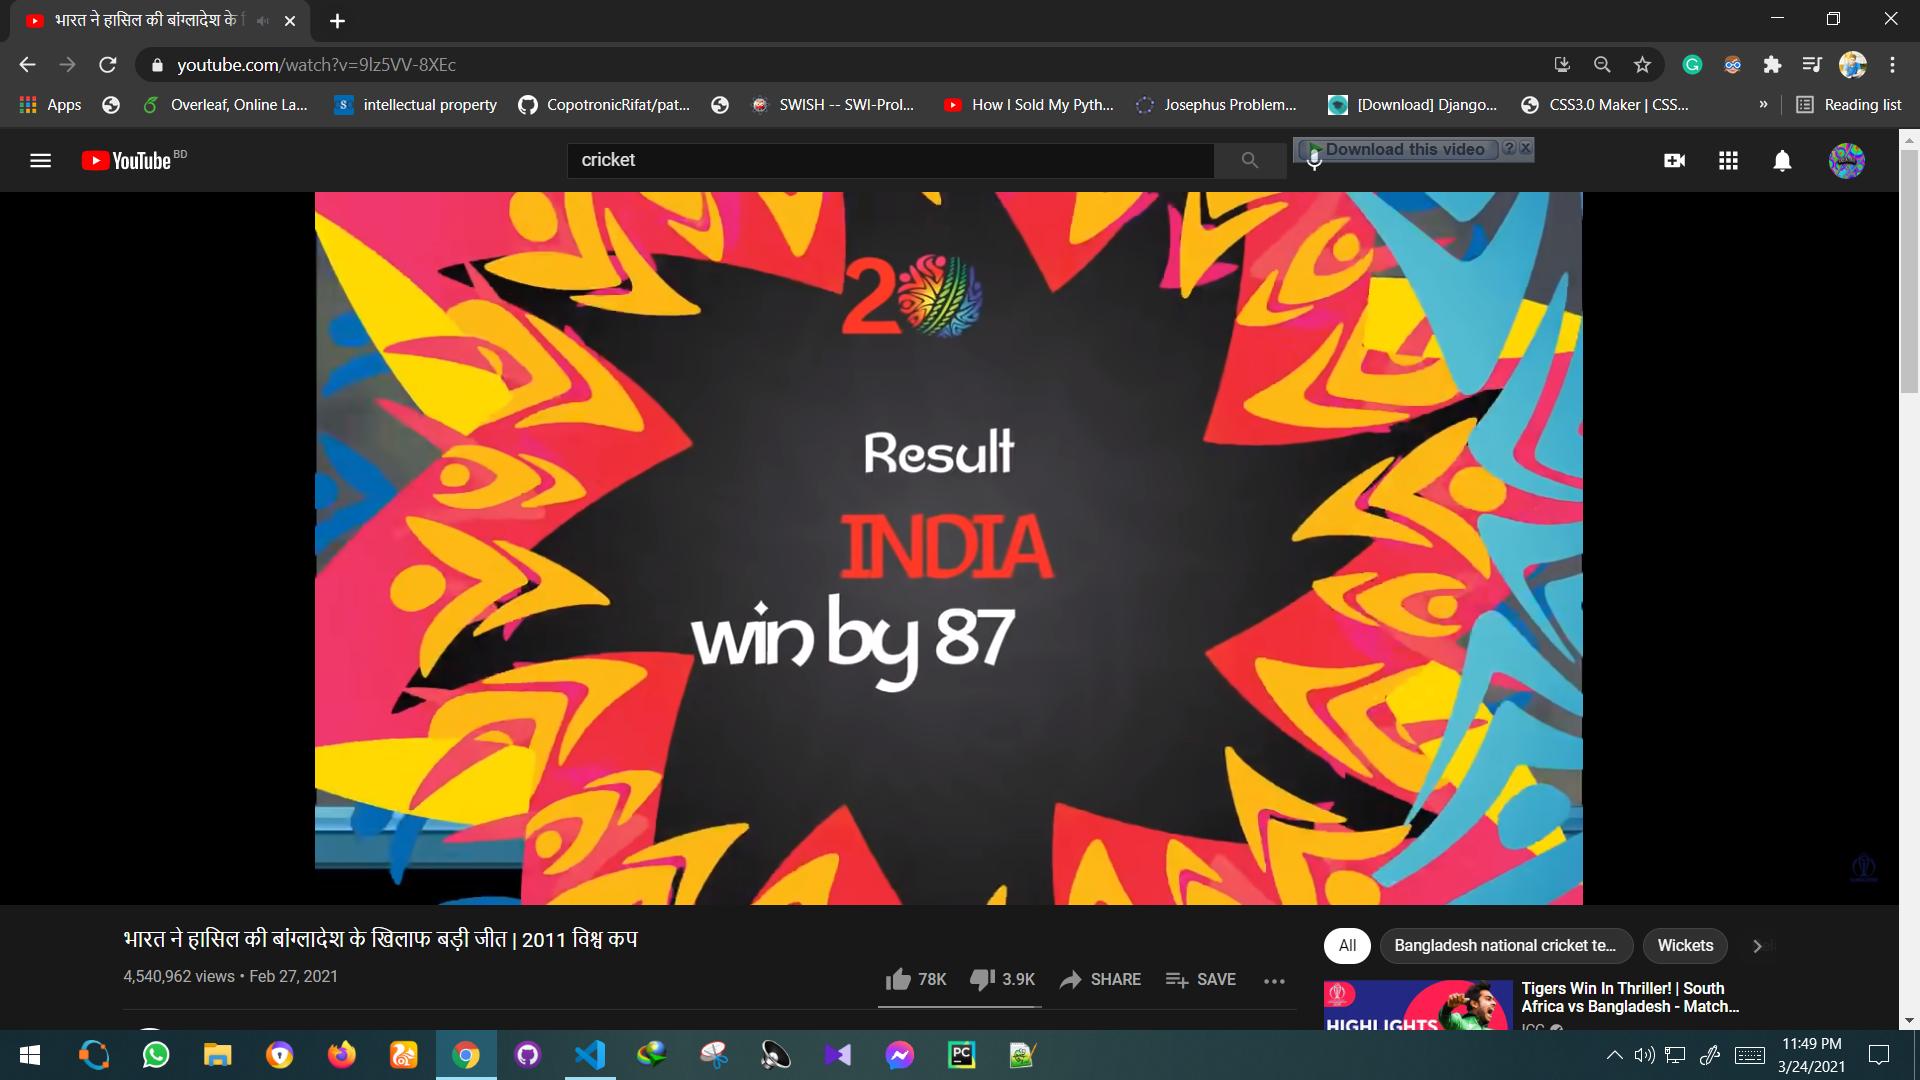 भारत ने हासिल की बांग्लादेश के
youtube.com/watch?v=9lz5VV-8XEc
Apps
Overleaf, Online La...
intellectual property
CopotronicRifat/pat...
SWISH -- SWI-Prol...
How I Sold My Pyth...
Josephus Problem...
[Download] Django...
CSS3.0 Maker | CSS...
»
Reading list
YouTube BD
cricket
Download this video
20
Result
INDIA
win by 87
भारत ने हासिल की बांग्लादेश के खिलाफ बड़ी जीत | 2011 विश्व कप
4,540,962 views • Feb 27, 2021
78K
3.9K
SHARE
SAVE
All
Bangladesh national cricket te...
Wickets
Tigers Win In Thriller! | South
Africa vs Bangladesh - Match...
ICC
HIGHLIGHTS
PC
11:49 PM
3/24/2021